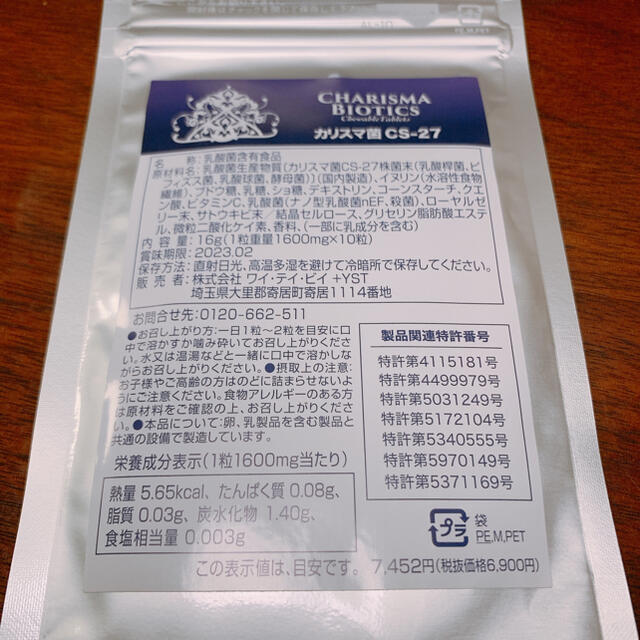 PE,M,PET
CHARISMA
BIOTICS
Chewable Tablets
カリスマ菌 CS-27
名　称:乳酸菌含有食品
原材料名:乳酸菌生産物質{カリスマ菌CS-27株菌末(乳酸桿菌、ビ
フィズス菌、乳酸球菌、酵母菌)}(国内製造)、イヌリン(水溶性食物
繊維)、ブドウ糖、乳糖、ショ糖、デキストリン、コーンスターチ、クエ
ン酸、ビタミンC、乳酸菌(ナノ型乳酸菌nEF、殺菌)、ローヤルゼ
リー末、サトウキビ末／結晶セルロース、グリセリン脂肪酸エステ
ル、微粒二酸化ケイ素、香料、(一部に乳成分を含む)
内 容 量:16g(1粒重量1600mg×10粒)
賞味期限:2023.02
保存方法:直射日光、高温多湿を避けて冷暗所で保存してください。
販 売 者:株式会社 ワイ・テイ・ビイ +YST
埼玉県大里郡寄居町寄居1114番地
お問合せ先:0120-662-511
●お召し上がり方:一日1粒〜2粒を目安に口
中で溶かすか噛み砕いてお召し上がりくださ
い。水又は温湯などと一緒に口中で溶かしな
がらお召し上がりください。●摂取上の注意:
お子様やご高齢の方はのどに詰まらせないよ
うにご注意ください。食物アレルギーのある方
は原材料をご確認の上、お召し上がりくださ
い。●本品について:卵、乳製品を含む製品と
共通の設備で製造しています。
栄養成分表示(1粒1600mg当たり)
熱量 5.65kcal、たんぱく質 0.08g、
脂質 0.03g、炭水化物 1.40g、
食塩相当量 0.003g
製品関連特許番号
特許第4115181号
特許第4499979号
特許第5031249号
特許第5172104号
特許第5340555号
特許第5970149号
特許第5371169号
プラ
袋
PE,M,PET
この表示値は、目安です。 7,452円(税抜価格6,900円)